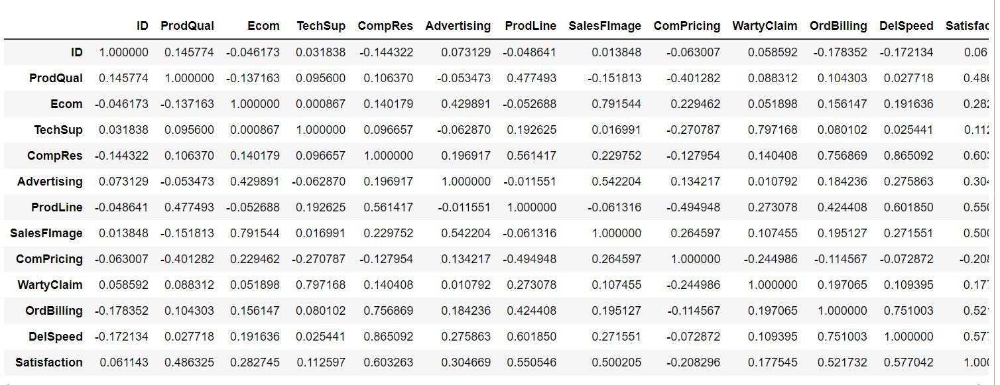 ID ProdQual Ecom TechSup CompRes Advertising ProdLine SalesFImage ComPricing WartyClaim OrdBilling DelSpeed Satisfac
ID 1.000000 0.145774 -0.046173 0.031838 -0.144322 0.073129 -0.048641 0.013848 -0.063007 0.058592 -0.178352 -0.172134 0.06
ProdQual 0.145774 1.000000 -0.137163 0.095600 0.106370 -0.053473 0.477493 -0.151813 -0.401282 0.088312 0.104303 0.027718 0.486
Ecom -0.046173 -0.137163 1.000000 0.000867 0.140179 0.429891 -0.052688 0.791544 0.229462 0.051898 0.156147 0.191636 0.282
TechSup 0.031838 0.095600 0.000867 1.000000 0.096657 -0.062870 0.192625 0.016991 -0.270787 0.797168 0.080102 0.025441 0.112
CompRes -0.144322 0.106370 0.140179 0.096657 1.000000 0.196917 0.561417 0.229752 -0.127954 0.140408 0.756869 0.865092 0.603
Advertising 0.073129 -0.053473 0.429891 -0.062870 0.196917 1.000000 -0.011551 0.542204 0.134217 0.010792 0.184236 0.275863 0.304
ProdLine -0.048641 0.477493 -0.052688 0.192625 0.561417 -0.011551 1.000000 -0.061316 -0.494948 0.273078 0.424408 0.601850 0.550
SalesFImage 0.013848 -0.151813 0.791544 0.016991 0.229752 0.542204 -0.061316 1.000000 0.264597 0.107455 0.195127 0.271551 0.500
ComPricing -0.063007 -0.401282 0.229462 -0.270787 -0.127954 0.134217 -0.494948 0.264597 1.000000 -0.244986 -0.114567 -0.072872 -0.208
WartyClaim 0.058592 0.088312 0.051898 0.797168 0.140408 0.010792 0.273078 0.107455 -0.244986 1.000000 0.197065 0.109395 0.177
OrdBilling -0.178352 0.104303 0.156147 0.080102 0.756869 0.184236 0.424408 0.195127 -0.114567 0.197065 1.000000 0.751003 0.521
DelSpeed -0.172134 0.027718 0.191636 0.025441 0.865092 0.275863 0.601850 0.271551 -0.072872 0.109395 0.751003 1.000000 0.577
Satisfaction 0.061143 0.486325 0.282745 0.112597 0.603263 0.304669 0.550546 0.500205 -0.208296 0.177545 0.521732 0.577042 1.000